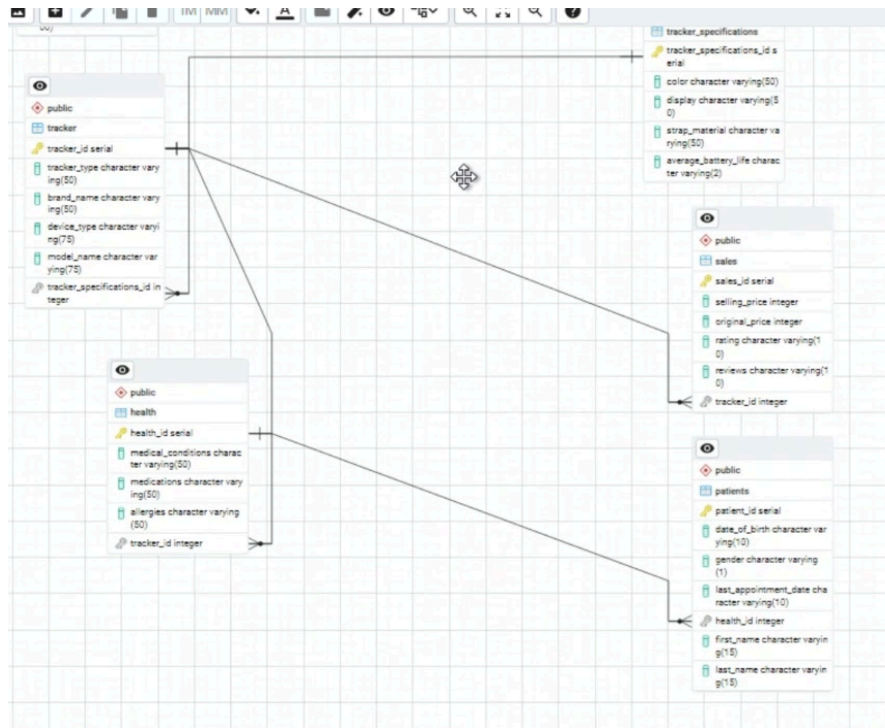 1M
MM
A
?
60)
tracker_specifications
tracker_specifications_id s
erial
color character varying(50)
display character varying(5
0)
strap_material character va
rying(50)
average_battery_life charac
ter varying(2)
public
tracker
tracker_id serial
tracker_type character vary
ing(50)
brand_name character vary
ing(50)
device_type character varyi
ng(75)
model_name character var
ying(75)
tracker_specifications_id in
teger
public
sales
sales_id serial
selling_price integer
original_price integer
rating character varying(1
0)
reviews character varying(1
0)
tracker_id integer
public
health
health_id serial
medical_conditions charac
ter varying(50)
medications character vary
ing(50)
allergies character varying
(50)
tracker_id integer
public
patients
patient_id serial
date_of_birth character var
ying(10)
gender character varying
(1)
last_appointment_date cha
racter varying(10)
health_id integer
first_name character varyin
g(15)
last_name character varyin
g(15)